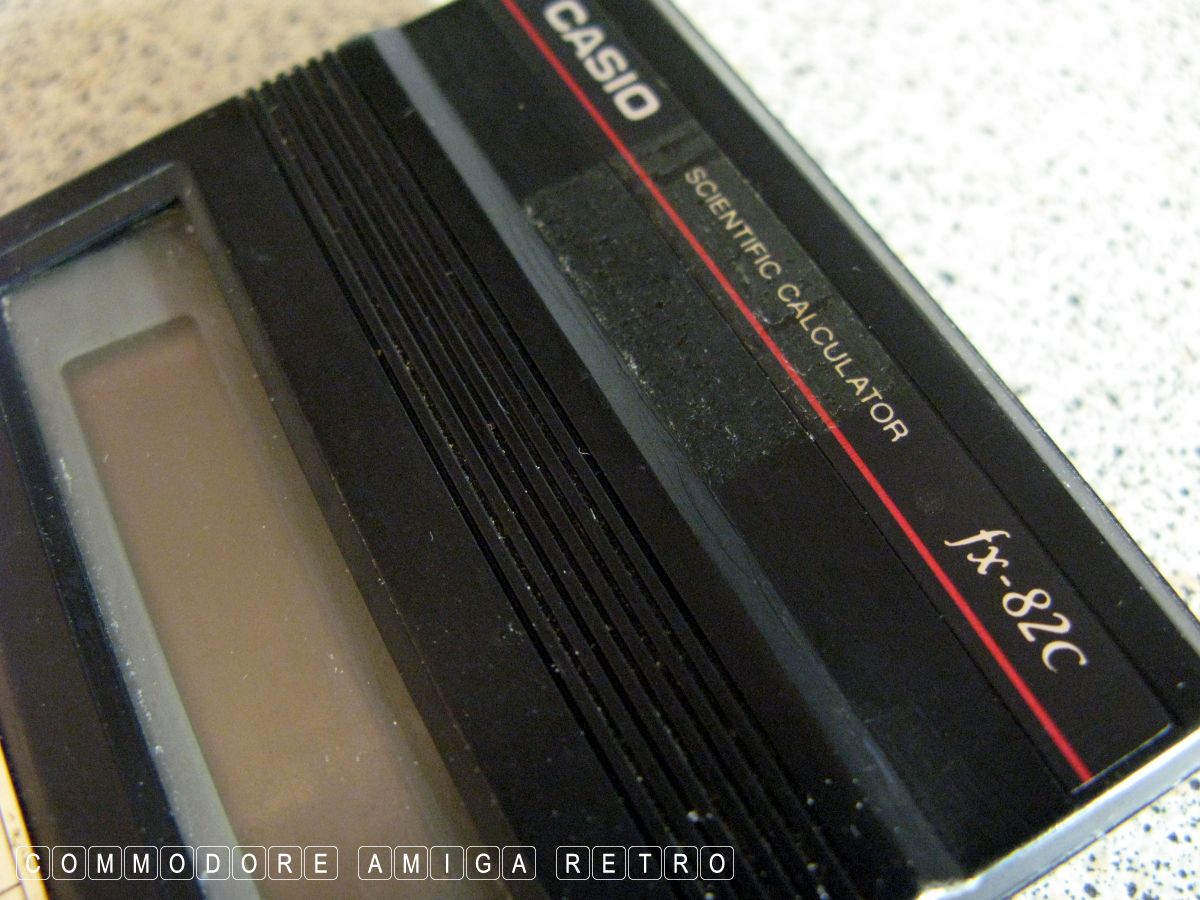 CASIO
SCIENTIFIC CALCULATOR
fx-82C
COMMODORE AMIGA RETRO